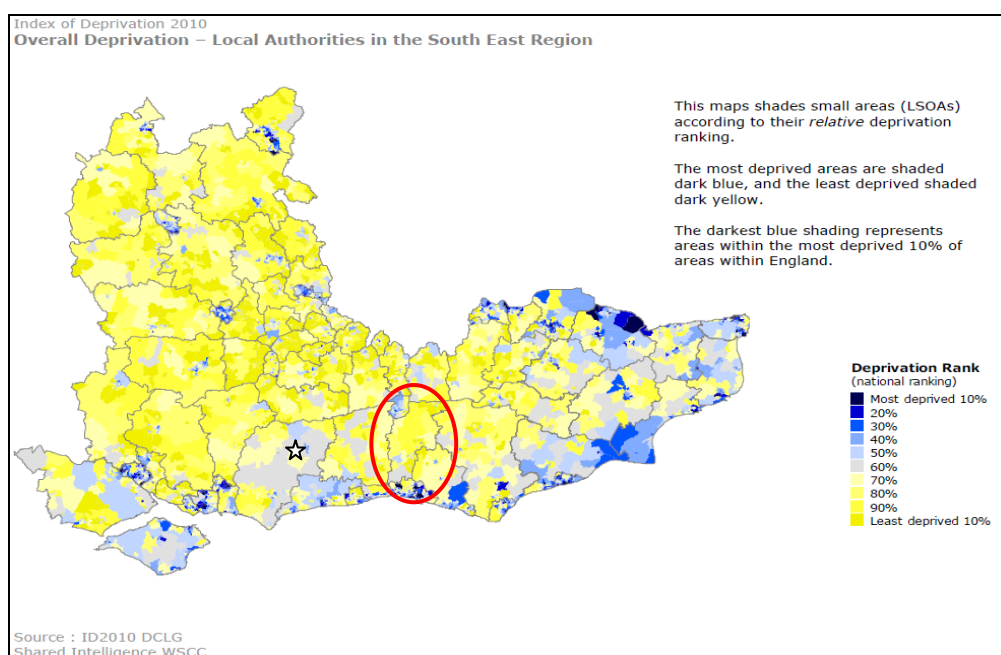 Index of Deprivation 2010
Overall Deprivation – Local Authorities in the South East Region
This maps shades small areas (LSOAs)
according to their relative deprivation
ranking.
The most deprived areas are shaded
dark blue, and the least deprived shaded
dark yellow.
The darkest blue shading represents
areas within the most deprived 10% of
areas within England.
Deprivation Rank
(national ranking)
Most deprived 10%
20%
30%
40%
50%
60%
70%
80%
90%
Least deprived 10%
Source : ID2010 DCLG
Shared Intelligence WSCC